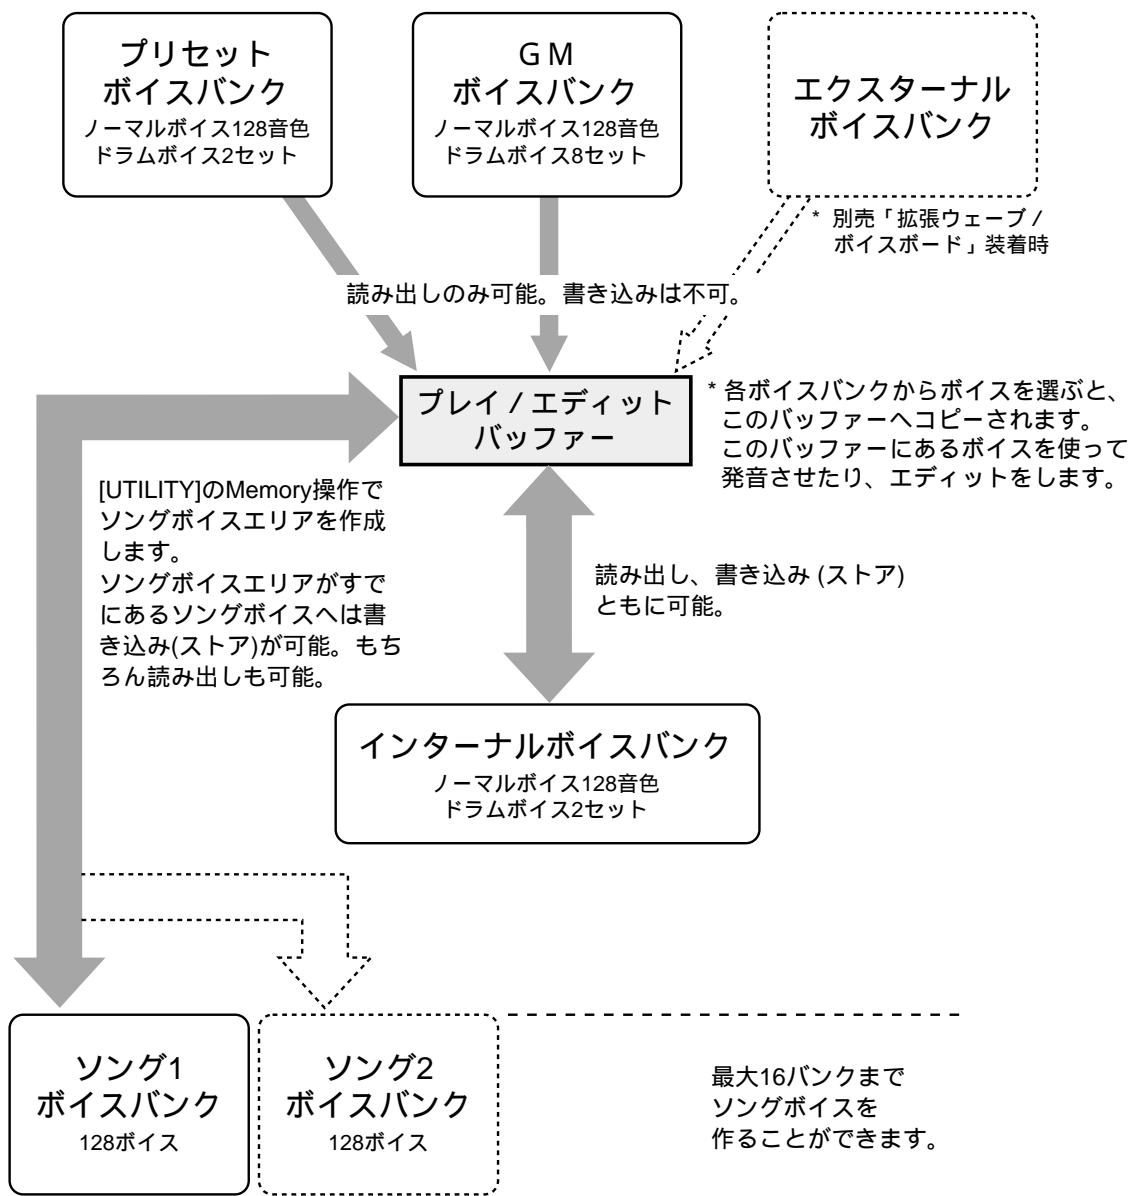 プリセット
ボイスバンク
ノーマルボイス128音色
ドラムボイス2セット
GM
ボイスバンク
ノーマルボイス128音色
ドラムボイス8セット
エクスターナル
ボイスバンク
* 別売「拡張ウェーブ/
ボイスボード」装着時
読み出しのみ可能。書き込みは不可。
プレイ/エディット
バッファー
* 各ボイスバンクからボイスを選ぶと、
このバッファーへコピーされます。
このバッファーにあるボイスを使って
発音させたり、エディットをします。
[UTILITY]のMemory操作で
ソングボイスエリアを作成
します。
ソングボイスエリアがすで
にあるソングボイスへは書
き込み(ストア)が可能。もち
ろん読み出しも可能。
読み出し、書き込み (ストア)
ともに可能。
インターナルボイスバンク
ノーマルボイス128音色
ドラムボイス2セット
ソング1
ボイスバンク
128ボイス
ソング2
ボイスバンク
128ボイス
最大16バンクまで
ソングボイスを
作ることができます。